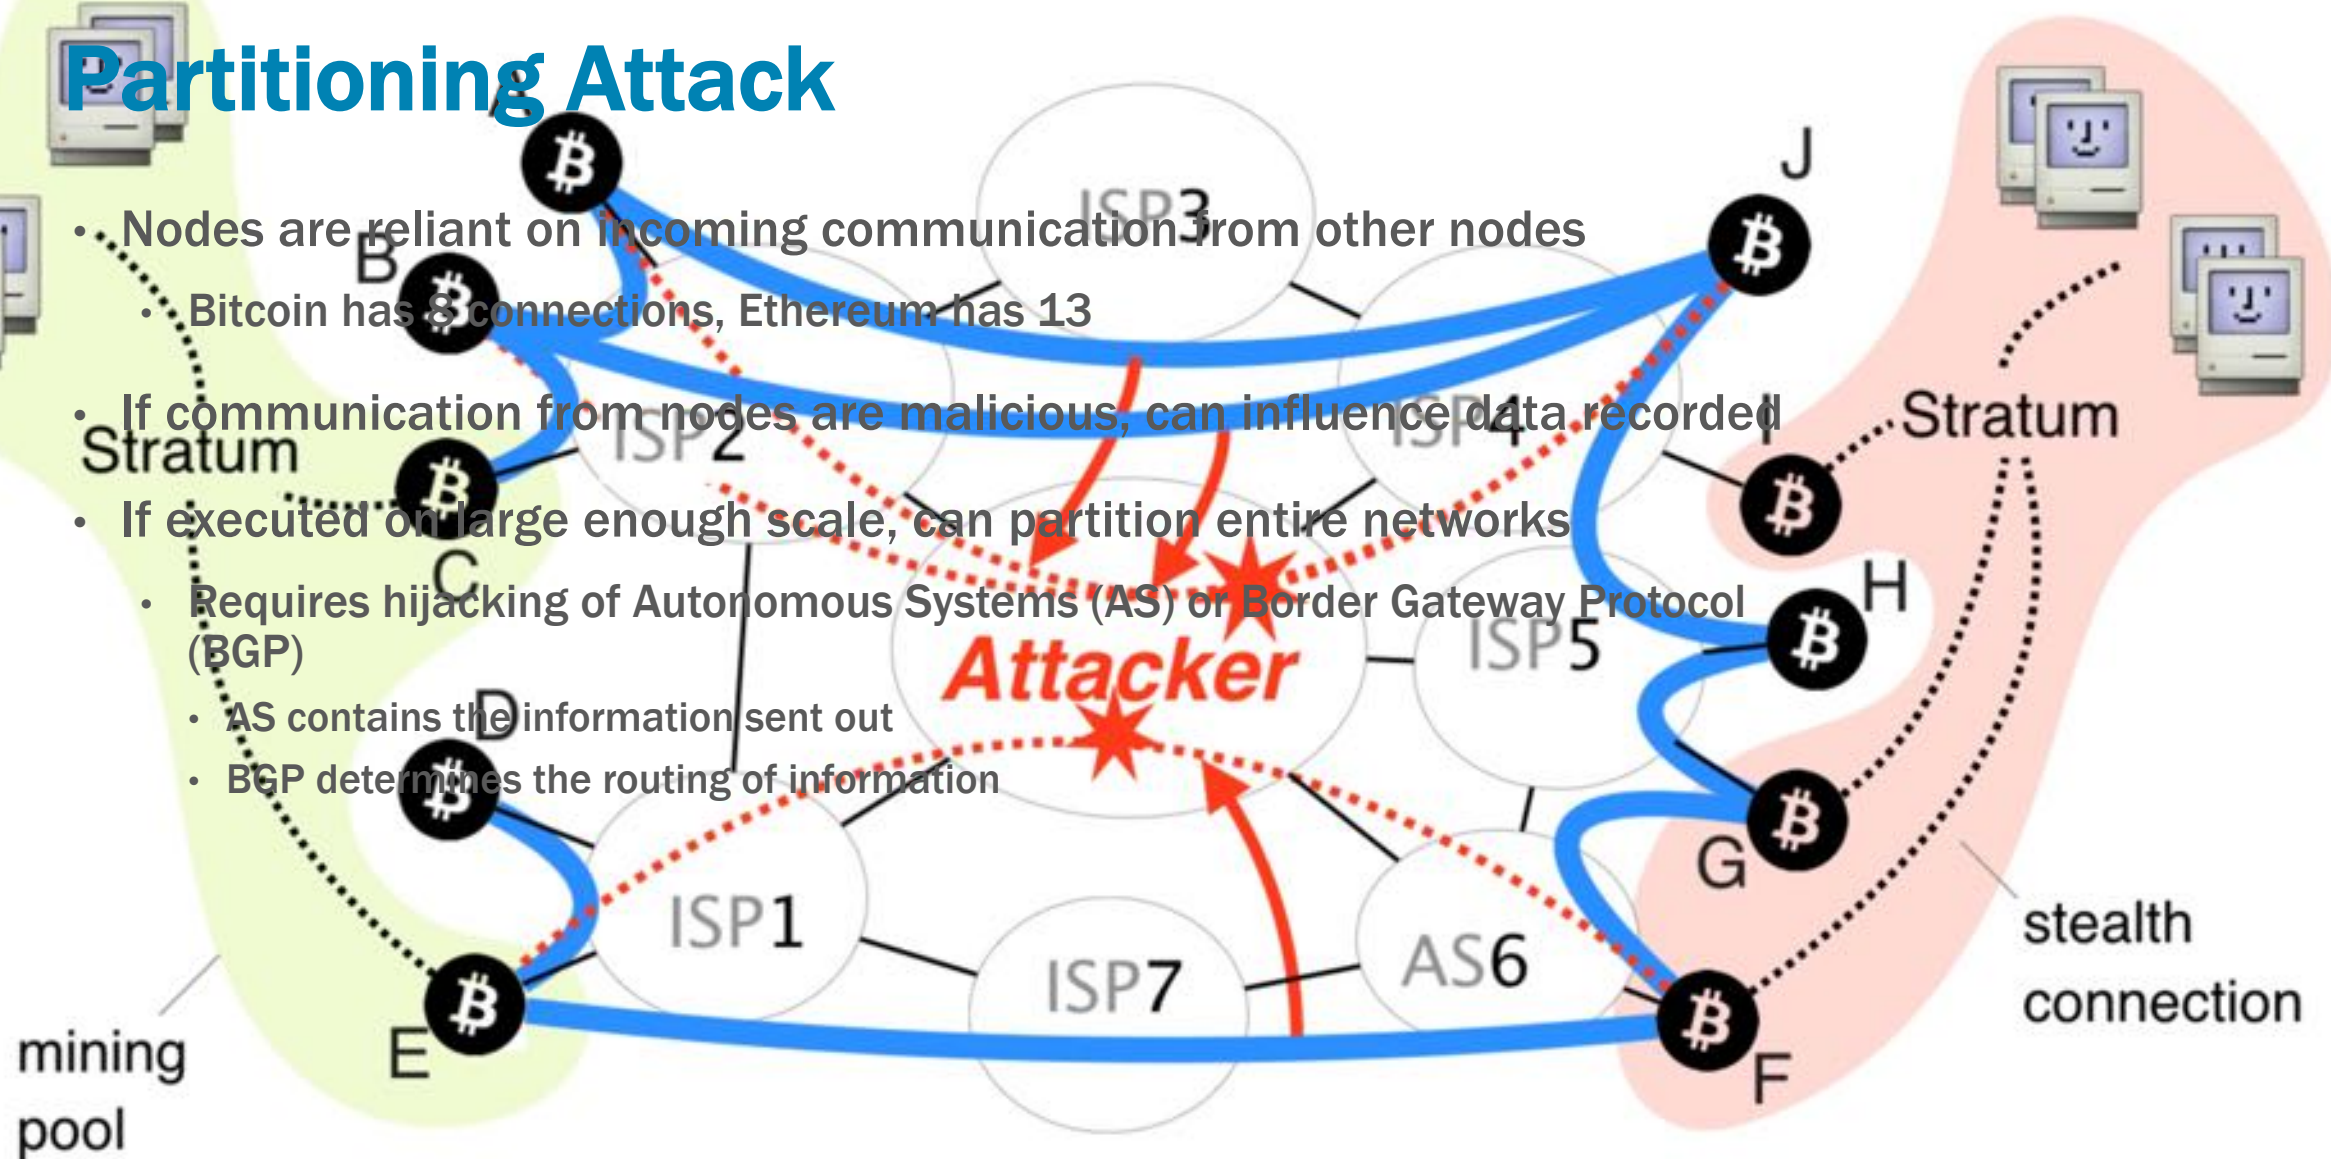 Partitioning Attack
• Nodes are reliant on incoming communication from other nodes
• Bitcoin has 8 connections, Ethereum has 13
• If communication from nodes are malicious, can influence data recorded
• If executed on large enough scale, can partition entire networks
• Requires hijacking of Autonomous Systems (AS) or Border Gateway Protocol
(BGP)
• AS contains the information sent out
• BGP determines the routing of information
A
B
C
D
E
F
G
H
I
J
ISP3
ISP2
ISP4
ISP5
ISP1
ISP7
AS6
Attacker
Stratum
Stratum
mining
pool
stealth
connection